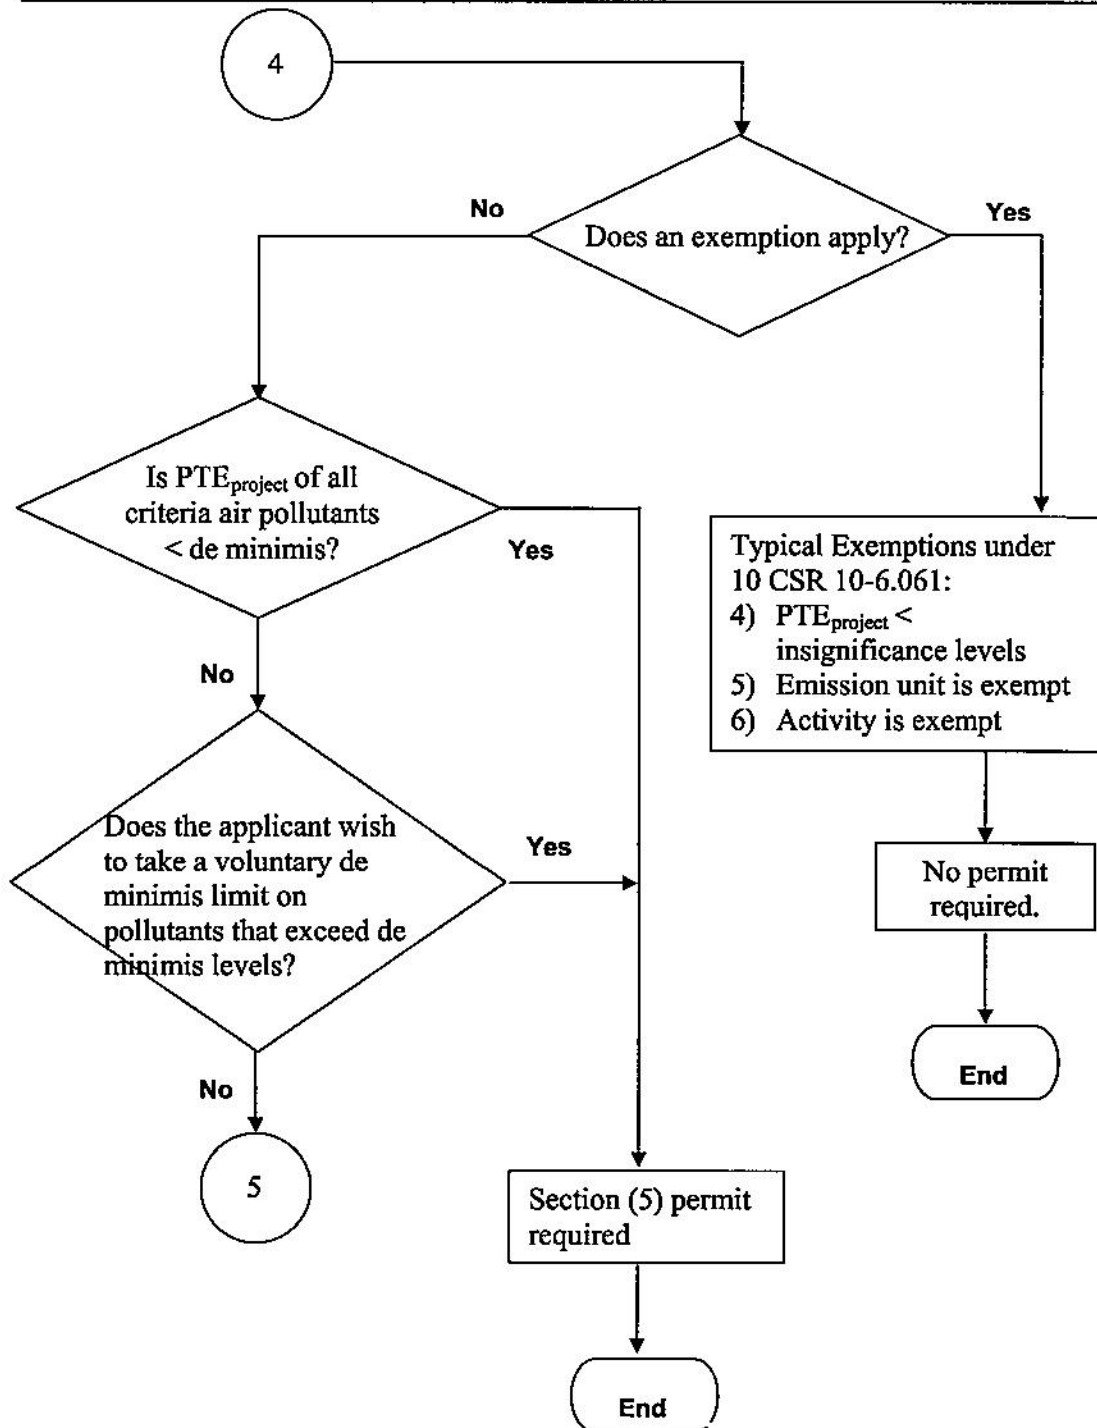 4
No
Yes
Does an exemption apply?
Is PTEproject of all
criteria air pollutants
< de minimis?
Yes
Typical Exemptions under
10 CSR 10-6.061:
4) PTEproject <
insignificance levels
5) Emission unit is exempt
6) Activity is exempt
No
Does the applicant wish
to take a voluntary de
minimis limit on
pollutants that exceed de
minimis levels?
Yes
No permit
required.
End
No
5
Section (5) permit
required
End